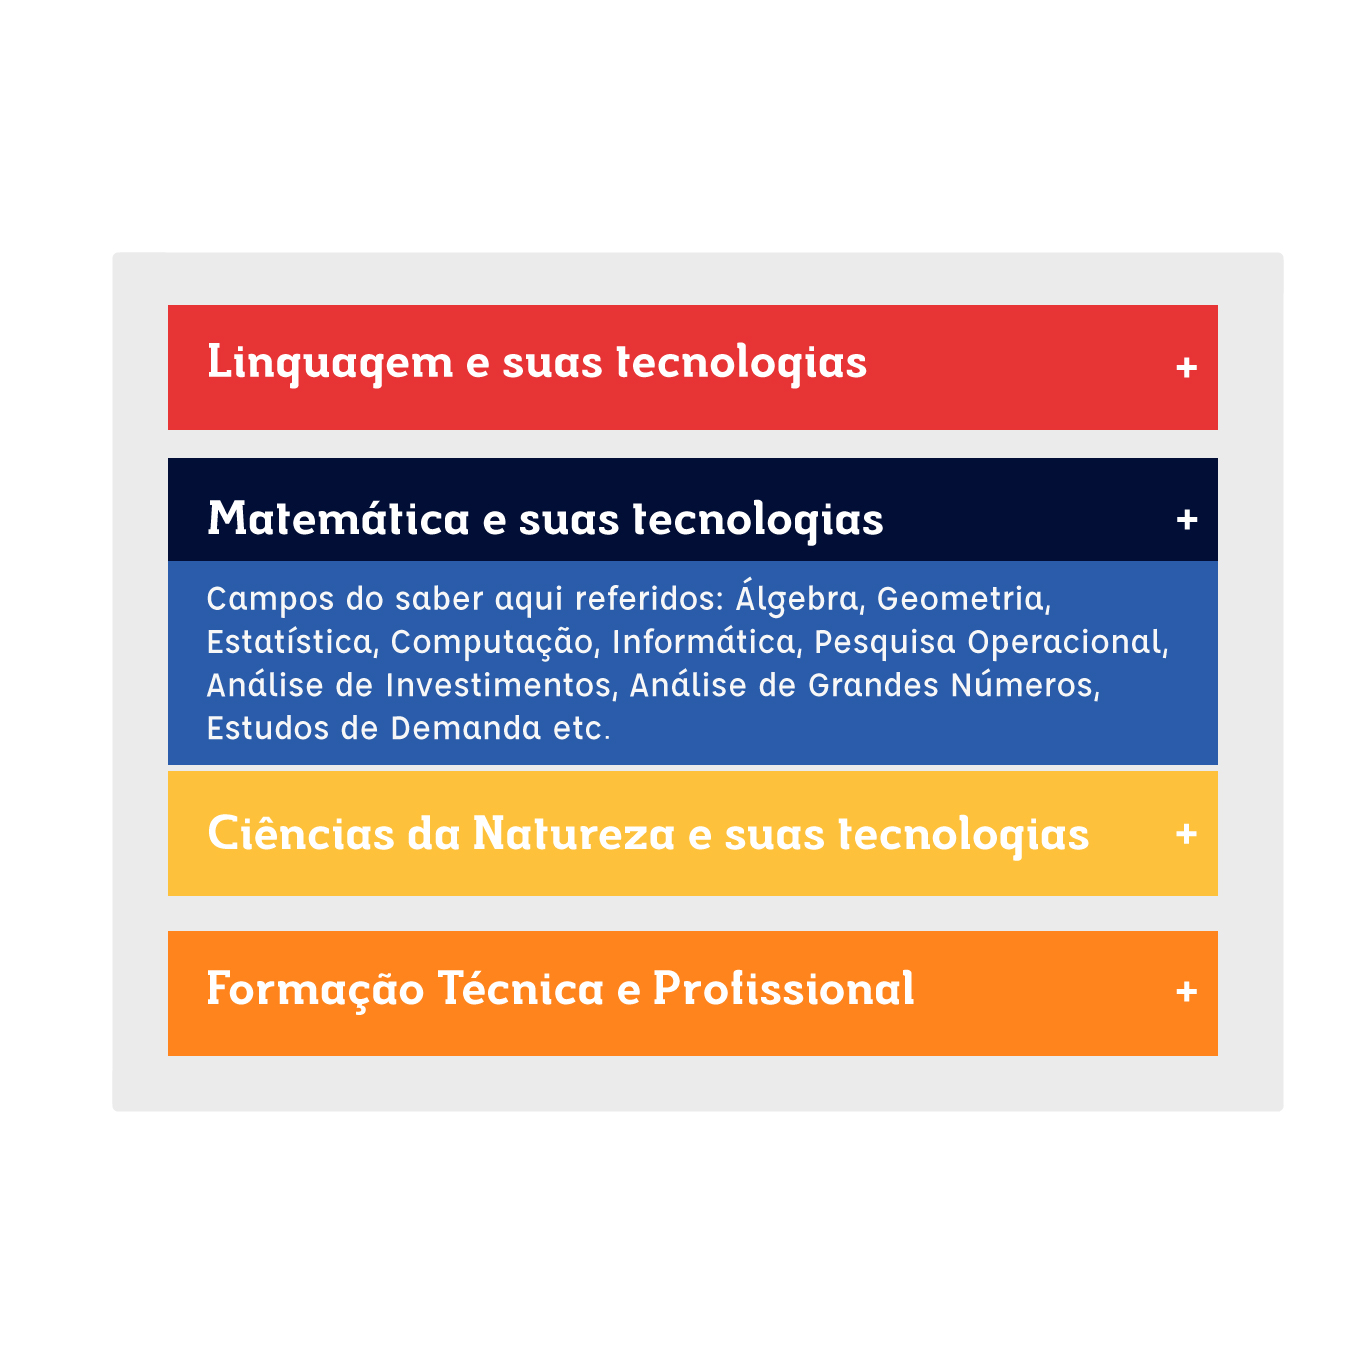 Linguagem e suas tecnologias +
Matemática e suas tecnologias +
Campos do saber aqui referidos: Álgebra, Geometria,
Estatística, Computação, Informática, Pesquisa Operacional,
Análise de Investimentos, Análise de Grandes Números,
Estudos de Demanda etc.
Ciências da Natureza e suas tecnologias +
Formação Técnica e Profissional +